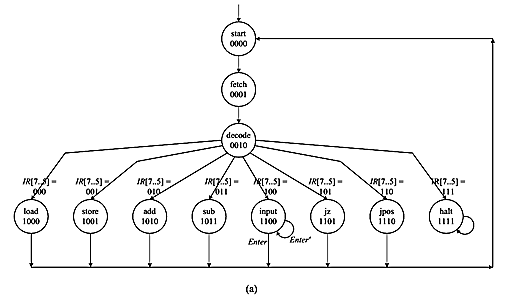 start
0000
fetch
0001
decode
0010
IR[7..5] = IR[7..5] = IR[7..5] = IR[7..5] = IR[7..5] = IR[7..5] = IR[7..5] = IR[7..5] =
000 001 010 011 100 101 110 111
load store add sub input jz jpos halt
1000 1001 1010 1011 1100 1101 1110 1111
Enter Enter'
(a)